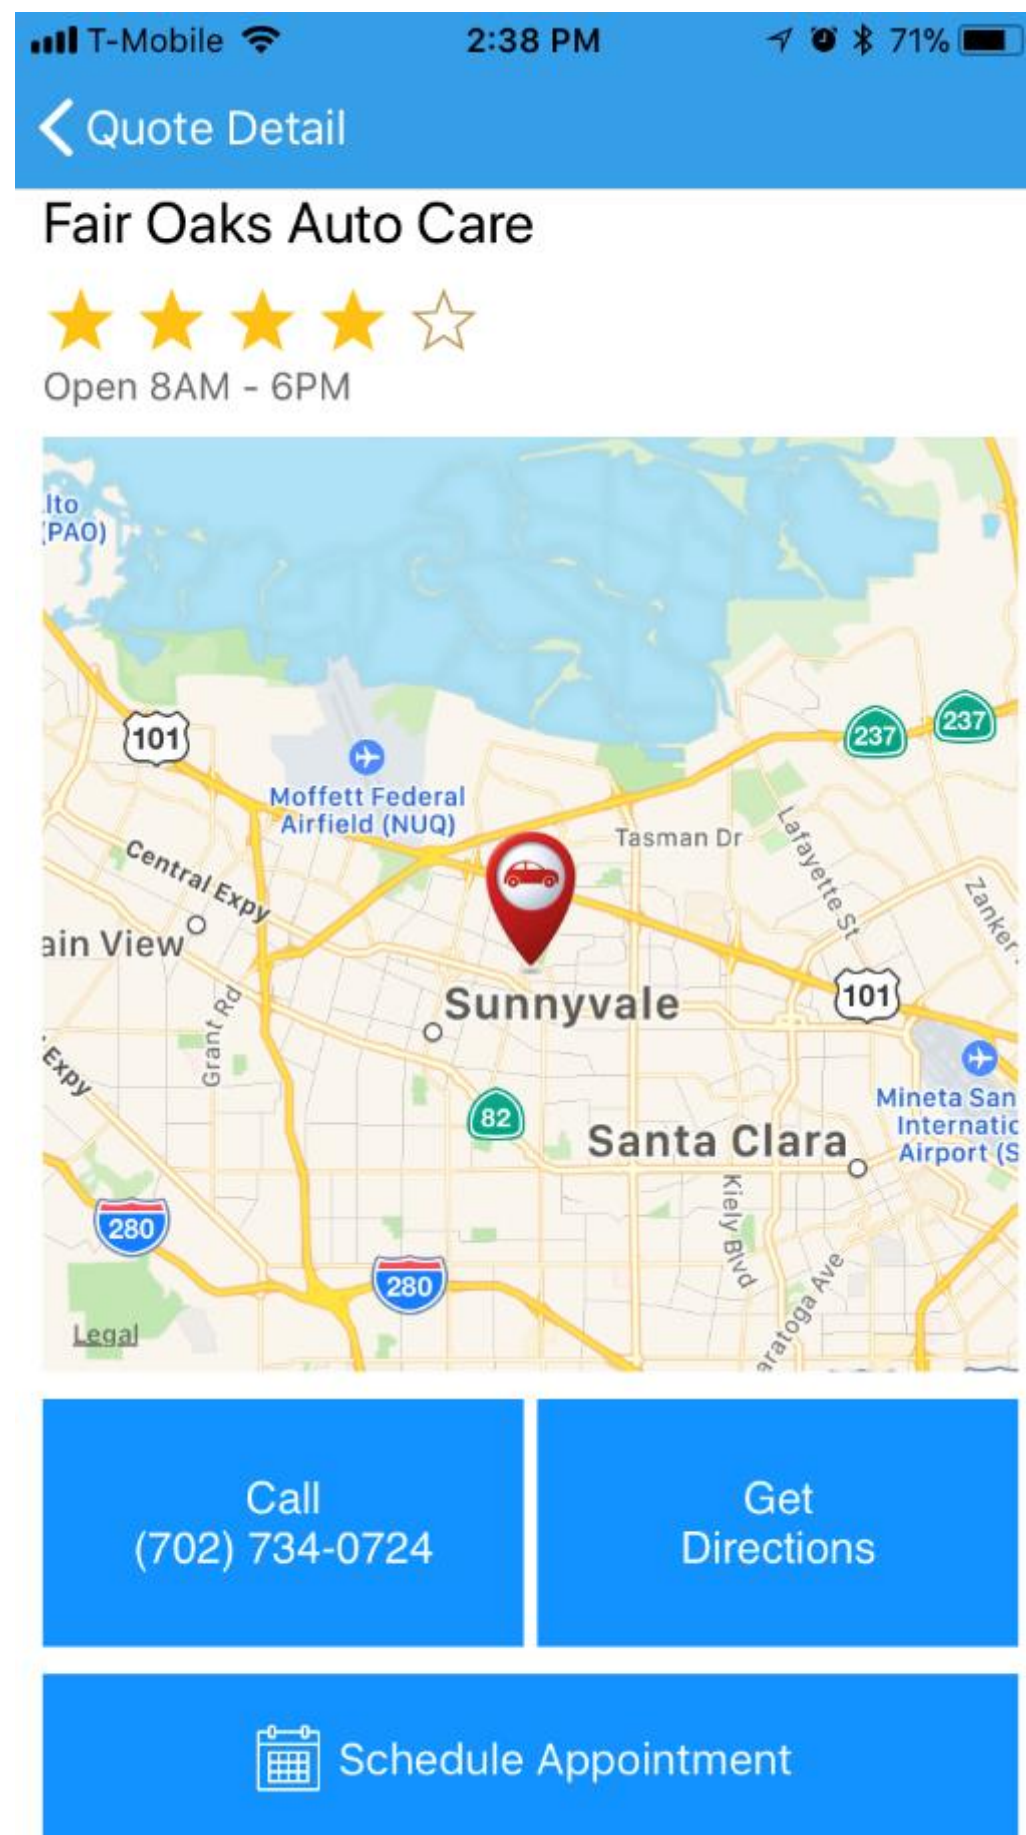 T-Mobile 2:38 PM 71%
Quote Detail
Fair Oaks Auto Care
Open 8AM - 6PM
lto
(PAO)
101
237
237
Moffett Federal
Airfield (NUQ)
Tasman Dr
Lafayette St
Zanker
Central Expy
ain View
Grant Rd
Sunnyvale
101
Expy
82
Mineta San
Internatic
Airport (S
Santa Clara
Kiely Blvd
280
280
aratoga Ave
Legal
Call
(702) 734-0724
Get
Directions
Schedule Appointment